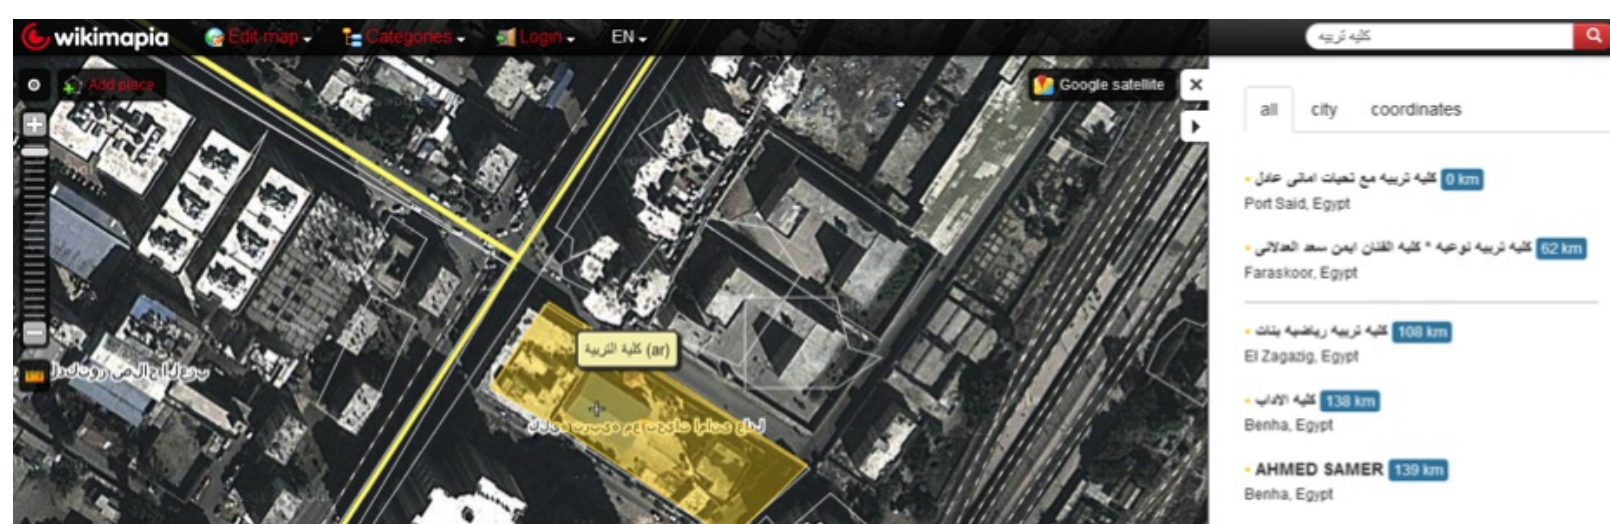 wikimapia Edit map Categories Login EN كليه تربيه
Add place
Google satellite
all city coordinates
كليه تربيه مع تحيات امانى عادل 0 km
Port Said, Egypt
كليه تربيه نوعيه * كليه الفنان ايمن سعد العدلانى 62 km
Faraskoor, Egypt
كليه تربيه رياضيه بنات 108 km
El Zagazig, Egypt
كليه الاداب 138 km
Benha, Egypt
AHMED SAMER 139 km
Benha, Egypt
(ar) كلية التربية